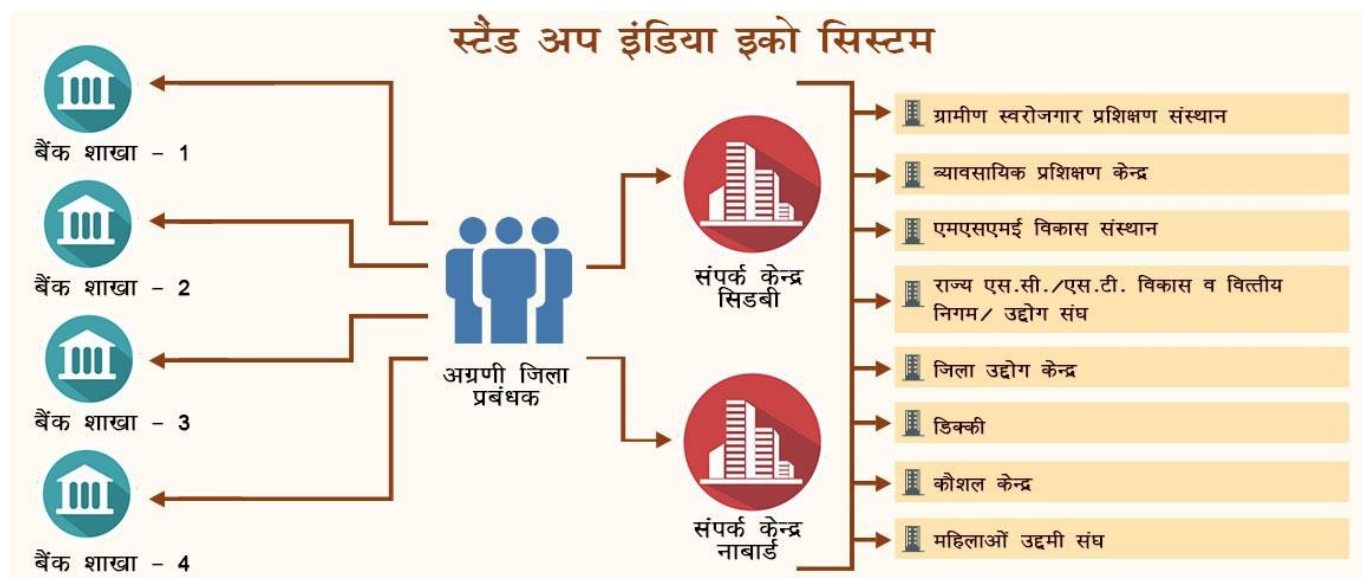 स्टैंड अप इंडिया इको सिस्टम
बैंक शाखा - 1
बैंक शाखा - 2
बैंक शाखा - 3
बैंक शाखा - 4
अग्रणी जिला
प्रबंधक
संपर्क केन्द्र
सिडबी
संपर्क केन्द्र
नाबार्ड
ग्रामीण स्वरोजगार प्रशिक्षण संस्थान
व्यावसायिक प्रशिक्षण केन्द्र
एमएसएमई विकास संस्थान
राज्य एस.सी./एस.टी. विकास व वित्तीय
निगम/ उद्दोग संघ
जिला उद्दोग केन्द्र
डिक्की
कौशल केन्द्र
महिलाओं उद्दमी संघ